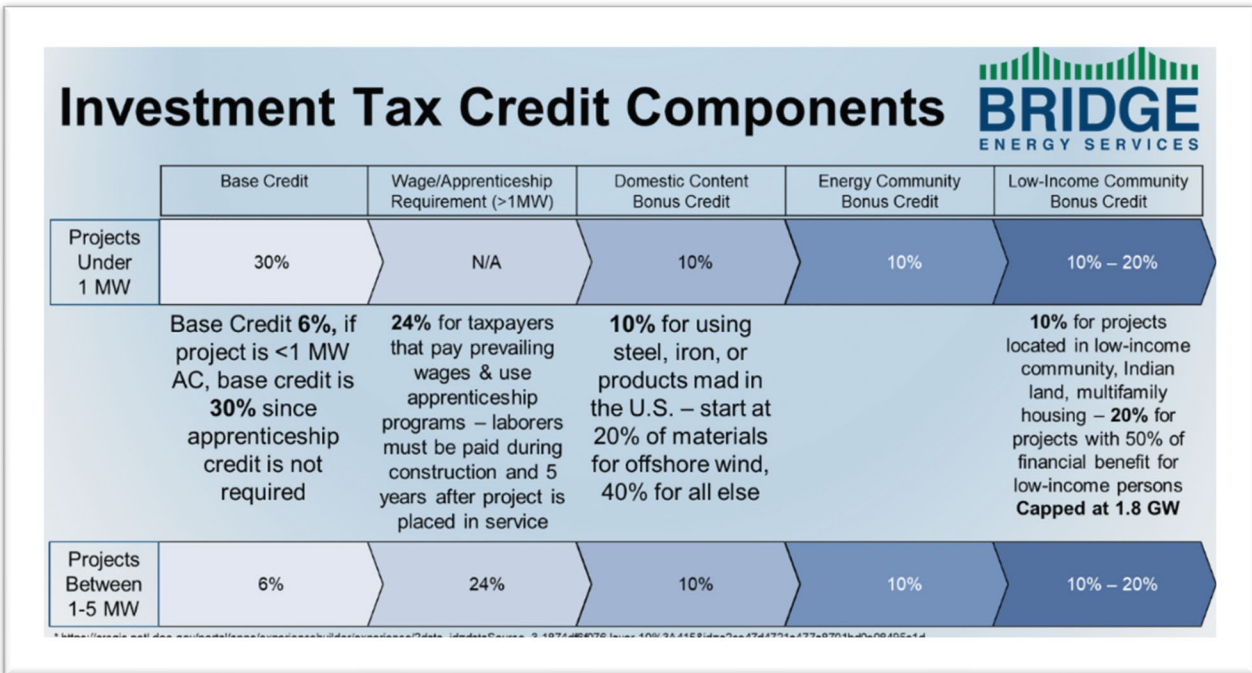 Investment Tax Credit Components
BRIDGE
ENERGY SERVICES
Base Credit
Wage/Apprenticeship
Requirement (>1MW)
Domestic Content
Bonus Credit
Energy Community
Bonus Credit
Low-Income Community
Bonus Credit
Projects
Under
1 MW
30%
N/A
10%
10%
10% – 20%
Base Credit 6%, if
project is <1 MW
AC, base credit is
30% since
apprenticeship
credit is not
required
24% for taxpayers
that pay prevailing
wages & use
apprenticeship
programs – laborers
must be paid during
construction and 5
years after project is
placed in service
10% for using
steel, iron, or
products mad in
the U.S. – start at
20% of materials
for offshore wind,
40% for all else
10% for projects
located in low-income
community, Indian
land, multifamily
housing – 20% for
projects with 50% of
financial benefit for
low-income persons
Capped at 1.8 GW
Projects
Between
1-5 MW
6%
24%
10%
10%
10% – 20%